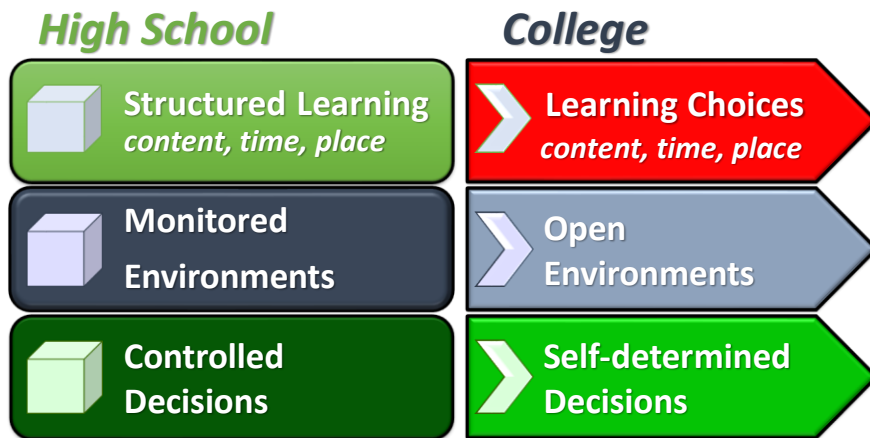 High School
College
Structured Learning
content, time, place
Learning Choices
content, time, place
Monitored
Environments
Open
Environments
Controlled
Decisions
Self-determined
Decisions